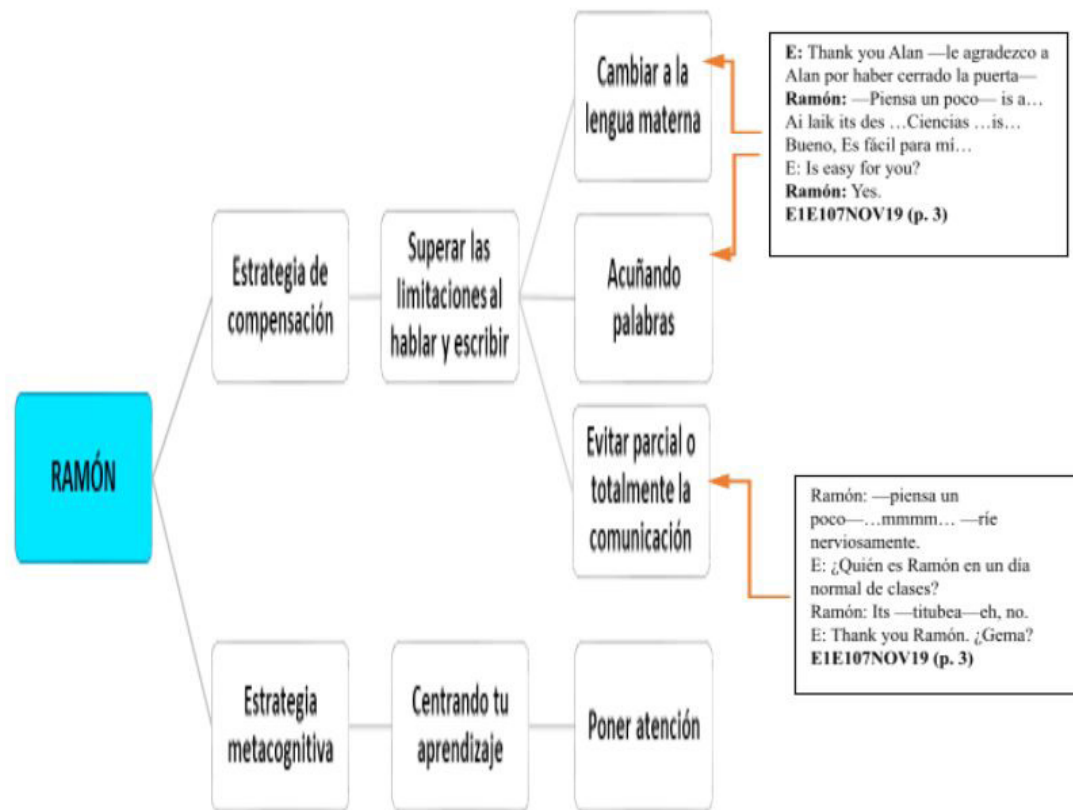 RAMÓN
Estrategia de
compensación
Superar las
limitaciones al
hablar y escribir
Cambiar a la
lengua materna
E: Thank you Alan —le agradezco a
Alan por haber cerrado la puerta—
Ramón: —Piensa un poco— is a…
Ai laik its des …Ciencias …is…
Bueno, Es fácil para mí…
E: Is easy for you?
Ramón: Yes.
E1E107NOV19 (p. 3)
Acuñando
palabras
Evitar parcial o
totalmente la
comunicación
Ramón: —piensa un
poco—…mmmm… —ríe
nerviosamente.
E: ¿Quién es Ramón en un día
normal de clases?
Ramón: Its —titubea—eh, no.
E: Thank you Ramón. ¿Gema?
E1E107NOV19 (p. 3)
Estrategia
metacognitiva
Centrando tu
aprendizaje
Poner atención